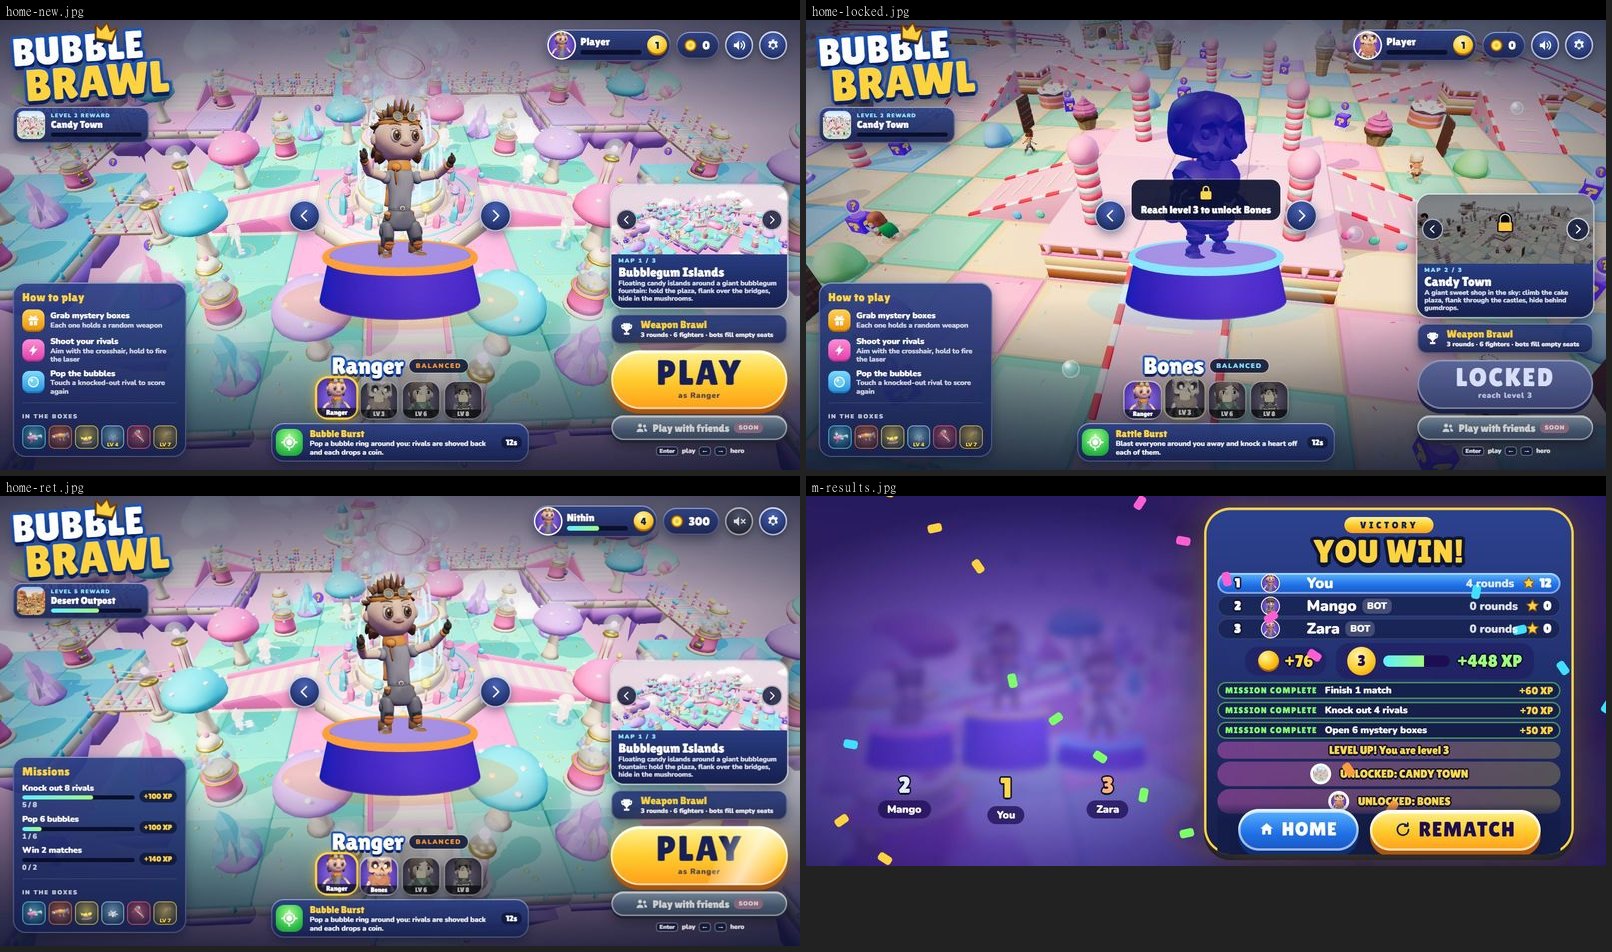 home-new.jpg
BUBBLE
BRAWL
LEVEL 2 REWARD
Candy Town
Player
1
0
MAP 1 / 3
Bubblegum Islands
Floating candy islands around a giant bubblegum
fountain: hold the plaza, flank over the bridges,
hide in the mushrooms.
Weapon Brawl
3 rounds · 6 fighters · bots fill empty seats
PLAY
as Ranger
Play with friends SOON
Enter play ← → hero
How to play
Grab mystery boxes
Each one holds a random weapon
Shoot your rivals
Aim with the crosshair, hold to fire
the laser
Pop the bubbles
Touch a knocked-out rival to score
again
IN THE BOXES
LV 4
LV 7
Ranger BALANCED
Ranger
LV 3
LV 6
LV 8
Bubble Burst
Pop a bubble ring around you: rivals are shoved back
and each drops a coin.
12s
home-locked.jpg
BUBBLE
BRAWL
LEVEL 2 REWARD
Candy Town
Player
1
0
Reach level 3 to unlock Bones
MAP 2 / 3
Candy Town
A giant sweet shop in the sky: climb the cake
plaza, flank through the castles, hide behind
gumdrops.
Weapon Brawl
3 rounds · 6 fighters · bots fill empty seats
LOCKED
reach level 3
Play with friends SOON
Enter play ← → hero
How to play
Grab mystery boxes
Each one holds a random weapon
Shoot your rivals
Aim with the crosshair, hold to fire
the laser
Pop the bubbles
Touch a knocked-out rival to score
again
IN THE BOXES
LV 4
LV 7
Bones BALANCED
Ranger
LV 3
LV 6
LV 8
Rattle Burst
Blast everyone around you away and knock a heart off
each of them.
12s
home-ret.jpg
BUBBLE
BRAWL
LEVEL 5 REWARD
Desert Outpost
Nithin
4
300
MAP 1 / 3
Bubblegum Islands
Floating candy islands around a giant bubblegum
fountain: hold the plaza, flank over the bridges,
hide in the mushrooms.
Weapon Brawl
3 rounds · 6 fighters · bots fill empty seats
PLAY
as Ranger
Play with friends SOON
Enter play ← → hero
Missions
Knock out 8 rivals
+100 XP
5 / 8
Pop 6 bubbles
+100 XP
1 / 6
Win 2 matches
+140 XP
0 / 2
IN THE BOXES
LV 7
Ranger BALANCED
Ranger
Bones
LV 6
LV 8
Bubble Burst
Pop a bubble ring around you: rivals are shoved back
and each drops a coin.
12s
m-results.jpg
VICTORY
YOU WIN!
1 You 4 rounds 12
2 Mango BOT 0 rounds 0
3 Zara BOT 0 rounds 0
+76 3 +448 XP
MISSION COMPLETE Finish 1 match +60 XP
MISSION COMPLETE Knock out 4 rivals +70 XP
MISSION COMPLETE Open 6 mystery boxes +50 XP
LEVEL UP! You are level 3
UNLOCKED: CANDY TOWN
UNLOCKED: BONES
HOME
REMATCH
2
Mango
1
You
3
Zara